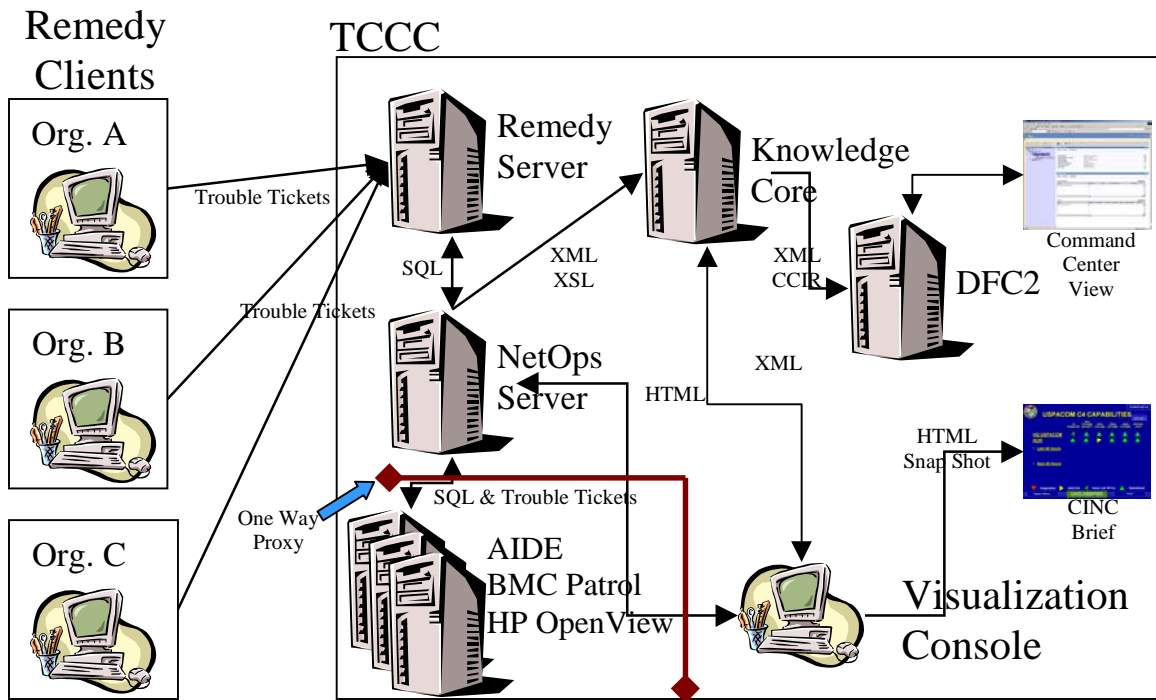 Remedy
Clients
TCCC
Org. A
Org. B
Org. C
Trouble Tickets
Trouble Tickets
Remedy
Server
SQL
XML
XSL
NetOps
Server
SQL & Trouble Tickets
One Way
Proxy
AIDE
BMC Patrol
HP OpenView
Knowledge
Core
XML
CCIR
DFC2
Command
Center
View
HTML
XML
HTML
Snap Shot
USPACOM C4 CAPABILITIES
UNCLASSIFIED
CINC
Brief
Visualization
Console